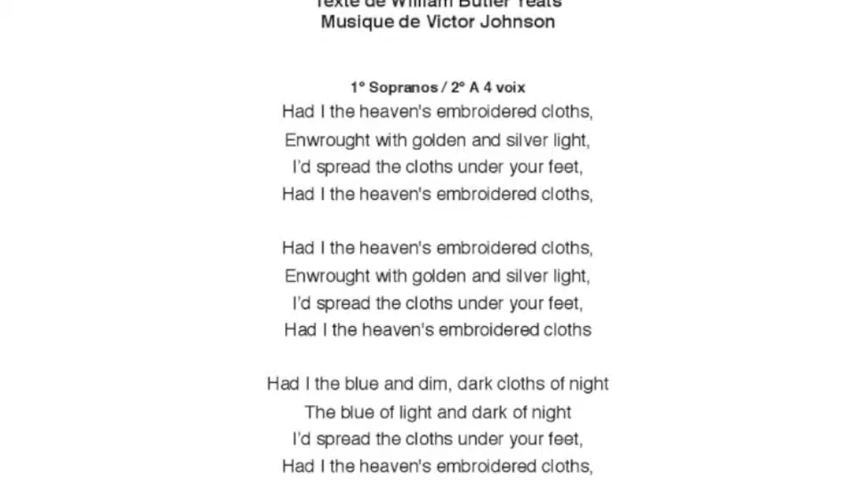 Texte de William Butler Yeats
Musique de Victor Johnson
1° Sopranos / 2° A 4 voix
Had I the heaven's embroidered cloths,
Enwrought with golden and silver light,
I'd spread the cloths under your feet,
Had I the heaven's embroidered cloths,
Had I the heaven's embroidered cloths,
Enwrought with golden and silver light,
I'd spread the cloths under your feet,
Had I the heaven's embroidered cloths
Had I the blue and dim, dark cloths of night
The blue of light and dark of night
I'd spread the cloths under your feet,
Had I the heaven's embroidered cloths,